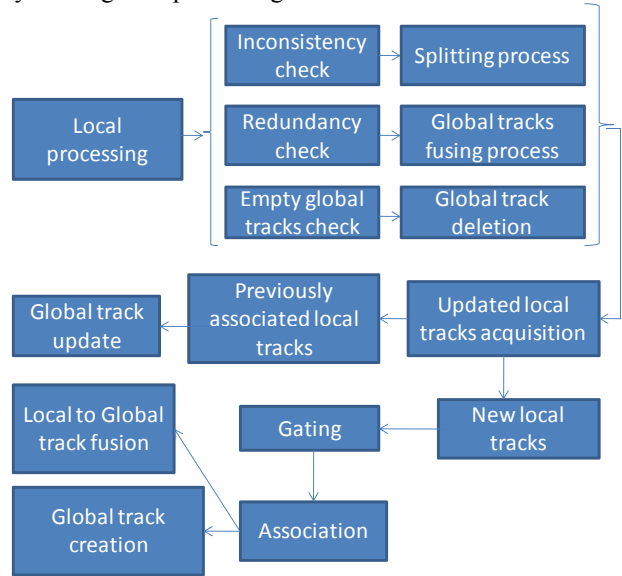 Inconsistency
check
Splitting process
Local
processing
Redundancy
check
Global tracks
fusing process
Empty global
tracks check
Global track
deletion
Global track
update
Previously
associated local
tracks
Updated local
tracks acquisition
Local to Global
track fusion
Gating
New local
tracks
Global track
creation
Association